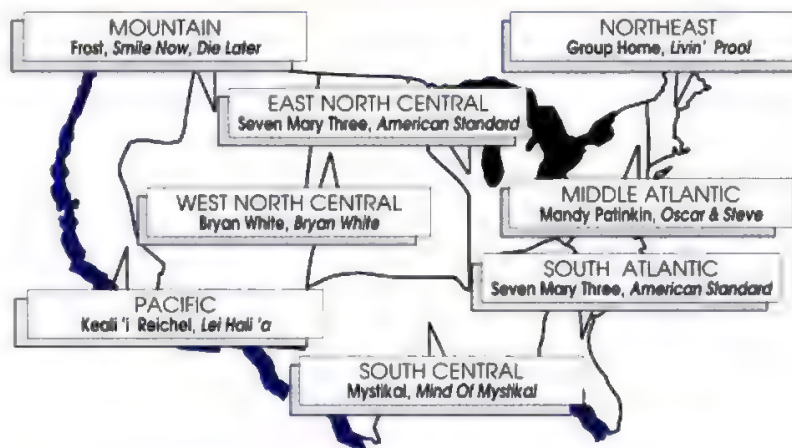 MOUNTAIN
Frost, Smile Now, Die Later
NORTHEAST
Group Home, Livin' Proof
EAST NORTH CENTRAL
Seven Mary Three, American Standard
WEST NORTH CENTRAL
Bryan White, Bryan White
MIDDLE ATLANTIC
Mandy Patinkin, Oscar & Steve
SOUTH ATLANTIC
Seven Mary Three, American Standard
PACIFIC
Keali 'i Reichel, Lei Hali 'a
SOUTH CENTRAL
Mystikal, Mind Of Mystikal